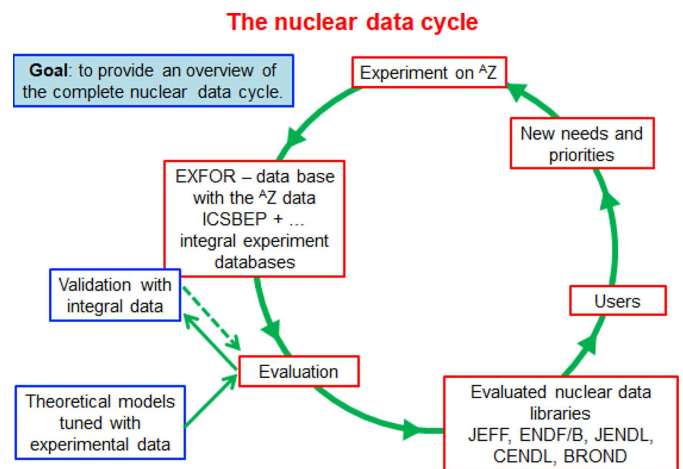 The nuclear data cycle
Goal: to provide an overview of
the complete nuclear data cycle.
Experiment on ᴬZ
New needs and
priorities
EXFOR – data base
with the ᴬZ data
ICSBEP + ...
integral experiment
databases
Validation with
integral data
Users
Evaluation
Theoretical models
tuned with
experimental data
Evaluated nuclear data
libraries
JEFF, ENDF/B, JENDL,
CENDL, BROND